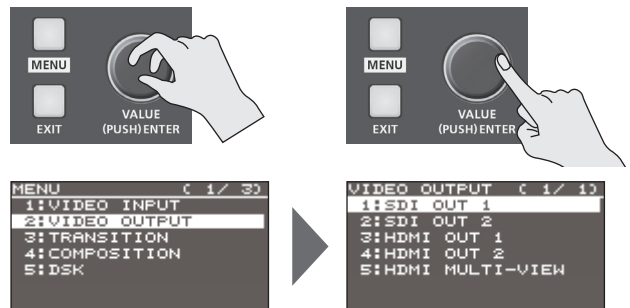 MENU
EXIT
VALUE
(PUSH) ENTER
MENU
EXIT
VALUE
(PUSH) ENTER
MENU ( 1/ 3)
1:VIDEO INPUT
2:VIDEO OUTPUT
3:TRANSITION
4:COMPOSITION
5:DSK
VIDEO OUTPUT ( 1/ 1)
1:SDI OUT 1
2:SDI OUT 2
3:HDMI OUT 1
4:HDMI OUT 2
5:HDMI MULTI-VIEW